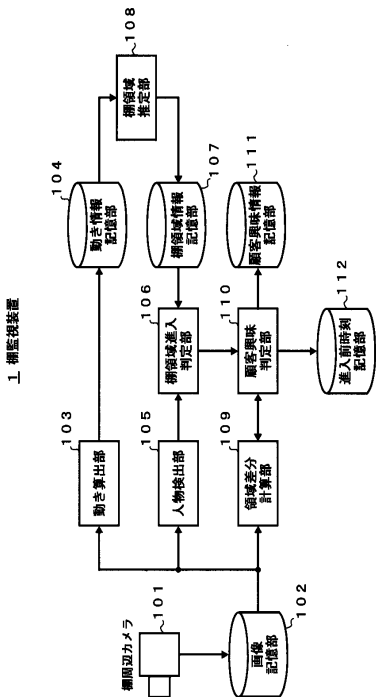 1 棚監視装置
棚周辺カメラ
101
画像
記憶部
102
動き算出部
103
動き情報
記憶部
104
人物検出部
105
棚領域進入
判定部
106
棚領域情報
記憶部
107
棚領域
推定部
108
領域差分
計算部
109
顧客興味
判定部
110
顧客興味情報
記憶部
111
進入前時刻
記憶部
112